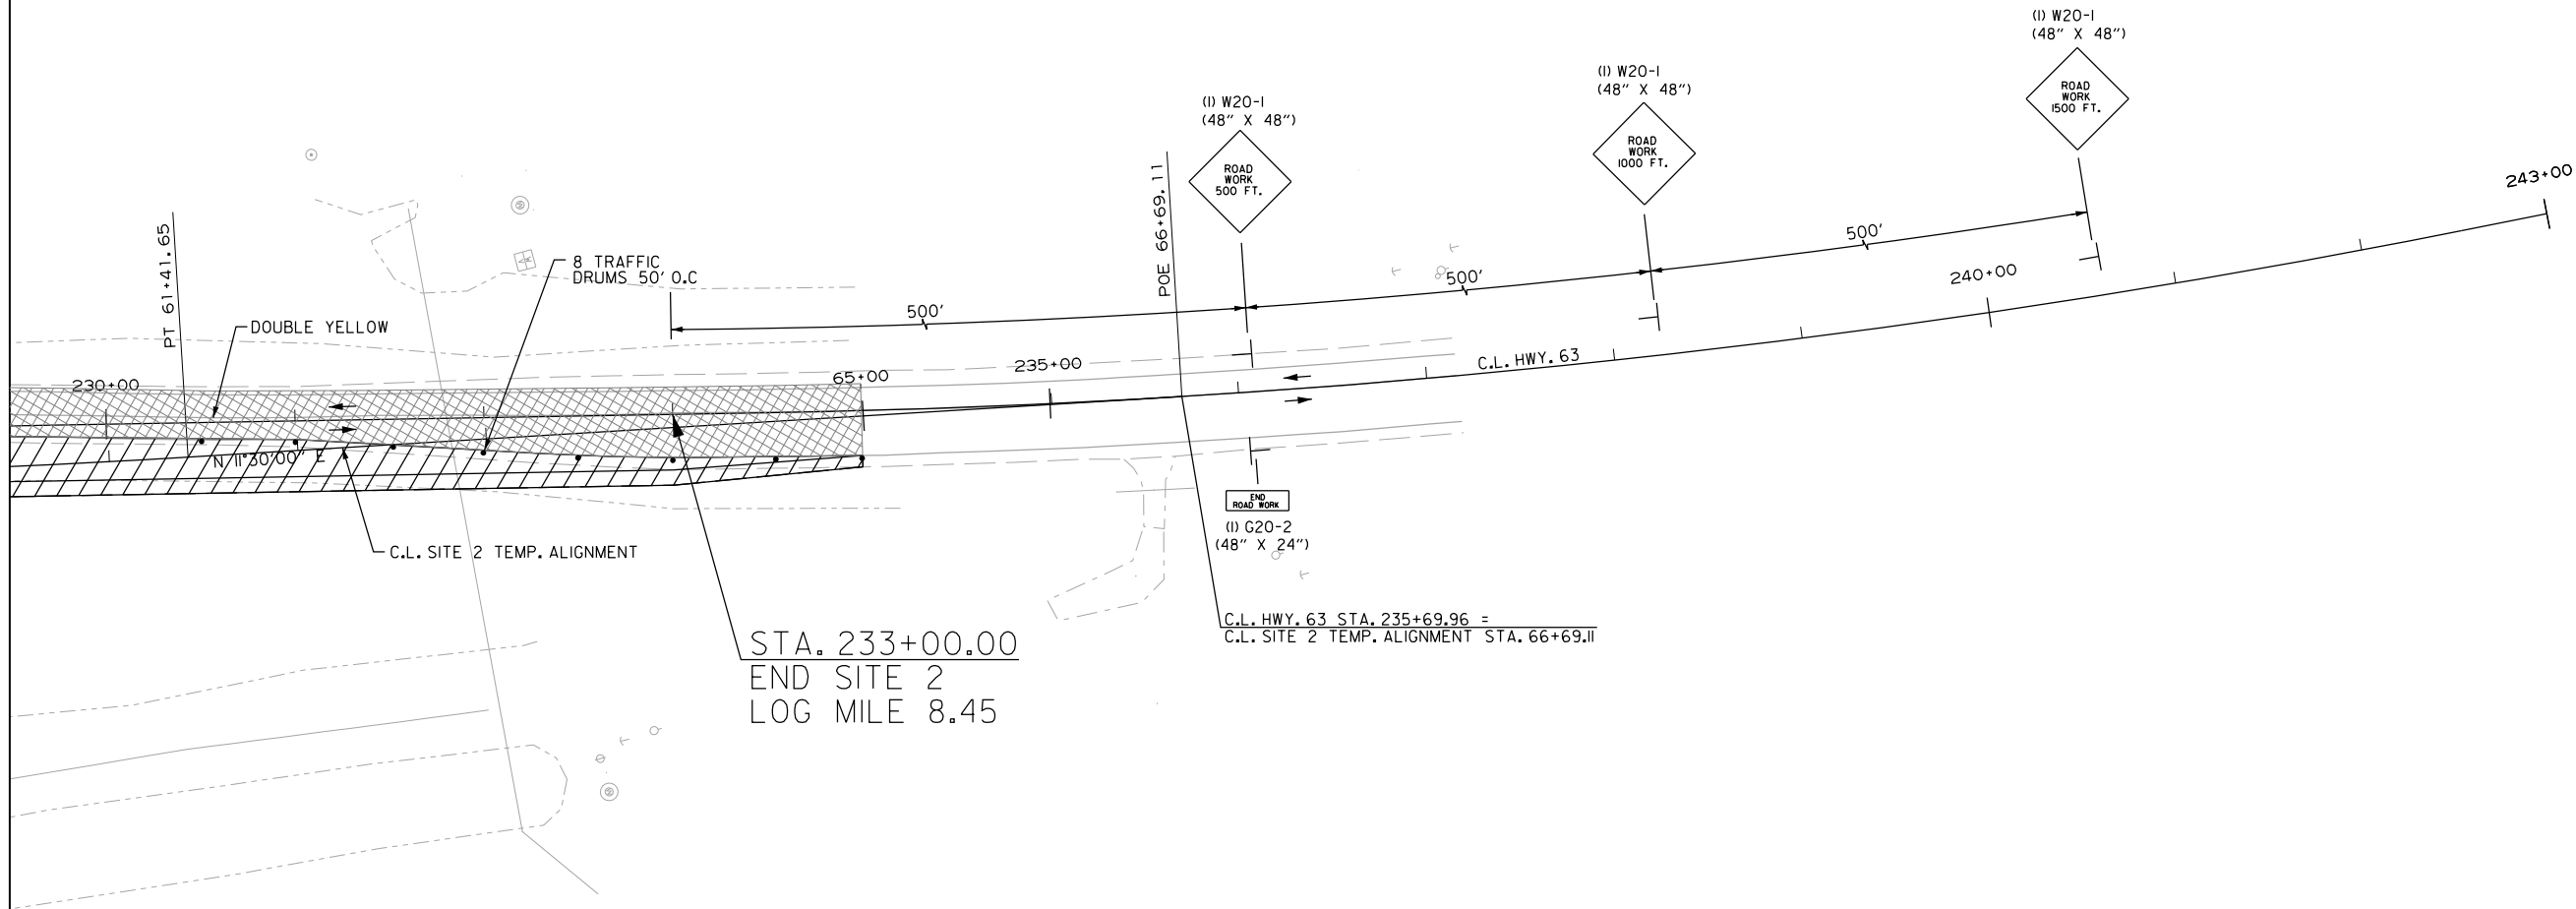 (1) W20-1
(48" X 48")
ROAD
WORK
1500 FT.
(1) W20-1
(48" X 48")
ROAD
WORK
1000 FT.
(1) W20-1
(48" X 48")
ROAD
WORK
500 FT.
243+00
POE 66+69.11
PT 61+41.65
500'
500'
500'
8 TRAFFIC
DRUMS 50' O.C
240+00
DOUBLE YELLOW
C.L. HWY. 63
235+00
65+00
230+00
N 11°30'00" E
END
ROAD WORK
(1) G20-2
(48" X 24")
C.L. SITE 2 TEMP. ALIGNMENT
C.L. HWY. 63 STA. 235+69.96 =
C.L. SITE 2 TEMP. ALIGNMENT STA. 66+69.11
STA. 233+00.00
END SITE 2
LOG MILE 8.45